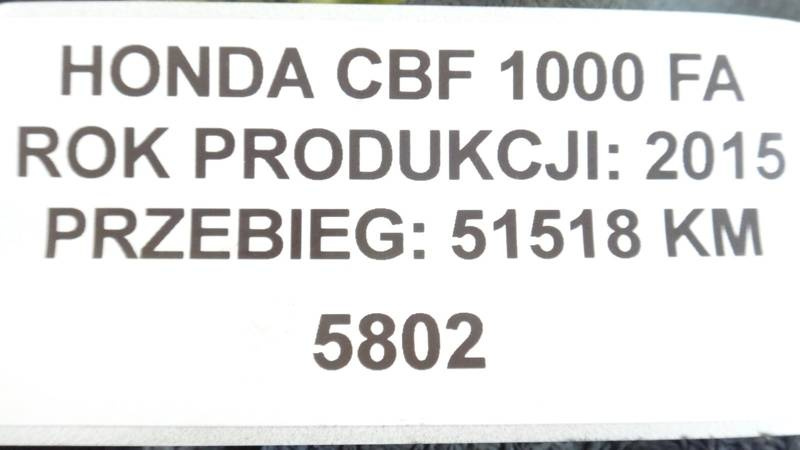 HONDA CBF 1000 FA
ROK PRODUKCJI: 2015
PRZEBIEG: 51518 KM
5802